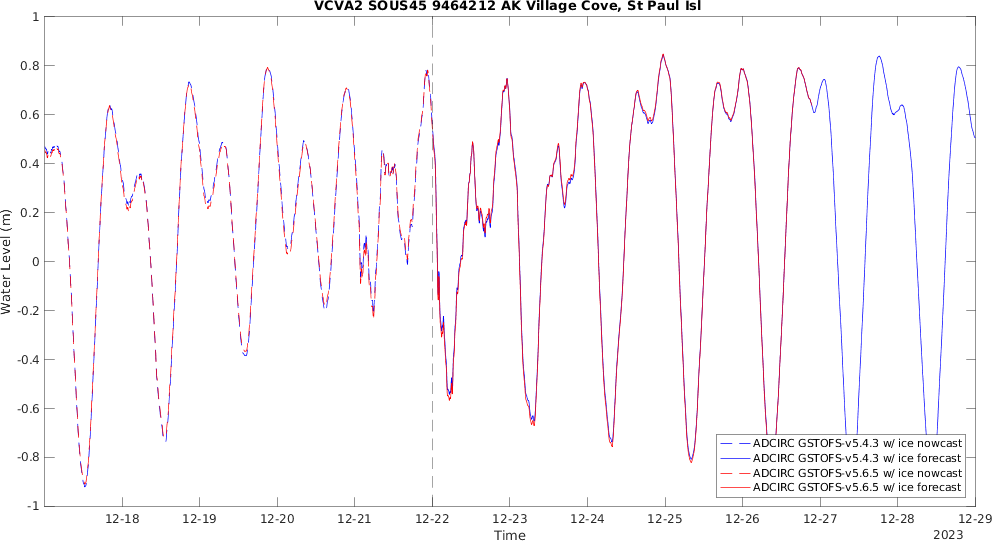 VCVA2 SOUS45 9464212 AK Village Cove, St Paul Isl
1
0.8
0.6
0.4
0.2
0
-0.2
-0.4
-0.6
-0.8
-1
Water Level (m)
ADCIRC GSTOFS-v5.4.3 w/ ice nowcast
ADCIRC GSTOFS-v5.4.3 w/ ice forecast
ADCIRC GSTOFS-v5.6.5 w/ ice nowcast
ADCIRC GSTOFS-v5.6.5 w/ ice forecast
12-18 12-19 12-20 12-21 12-22 12-23 12-24 12-25 12-26 12-27 12-28 12-29
Time
2023